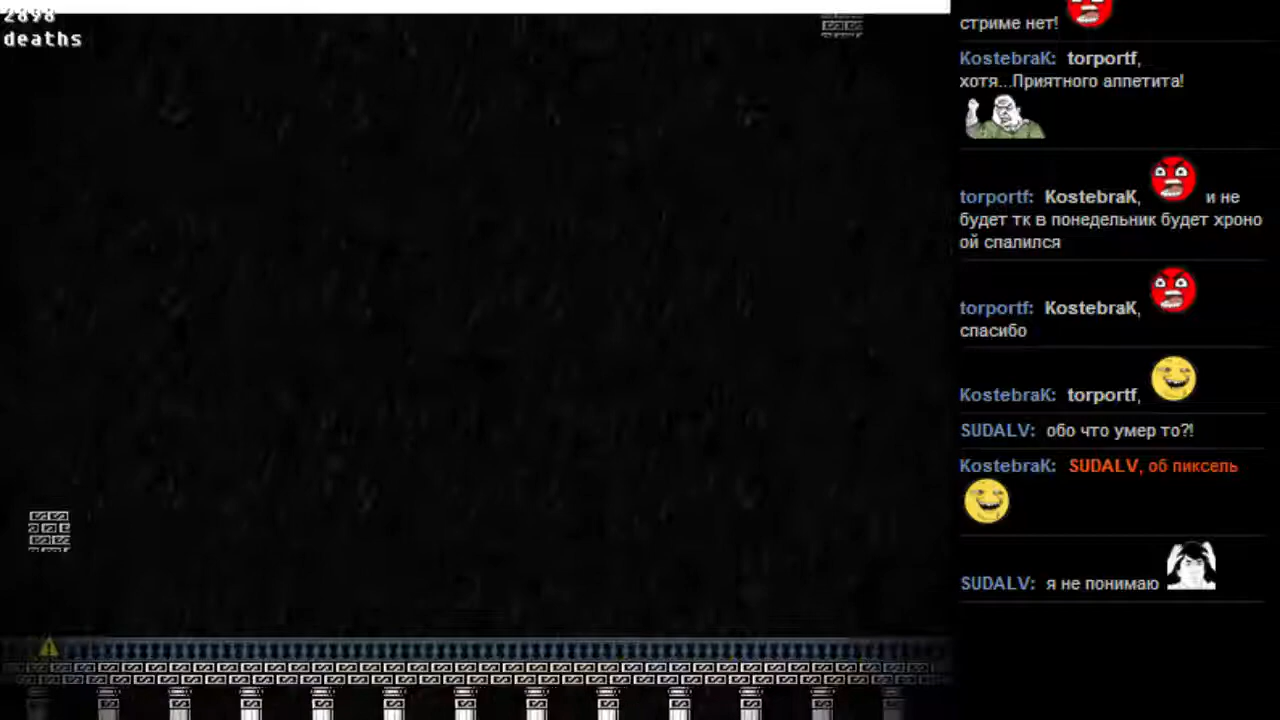 2898
deaths
стриме нет!
KostebraK: torportf,
хотя...Приятного аппетита!
torportf: KostebraK, и не
будет тк в понедельник будет хроно
ой спалился
torportf: KostebraK,
спасибо
KostebraK: torportf,
SUDALV: обо что умер то?!
KostebraK: SUDALV, об пиксель
SUDALV: я не понимаю